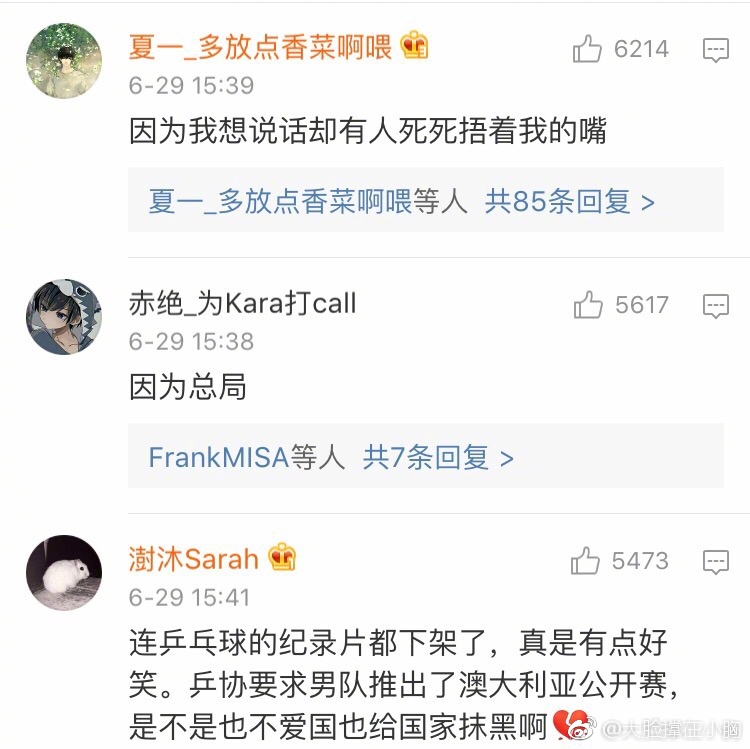 夏一_多放点香菜啊喂 6214
6-29 15:39
因为我想说话却有人死死捂着我的嘴
夏一_多放点香菜啊喂等人 共85条回复 >
赤绝_为Kara打call 5617
6-29 15:38
因为总局
FrankMISA等人 共7条回复 >
澍沐Sarah 5473
6-29 15:41
连乒乓球的纪录片都下架了，真是有点好
笑。乒协要求男队推出了澳大利亚公开赛，
是不是也不爱国也给国家抹黑啊💔
@大脸撑在小胸